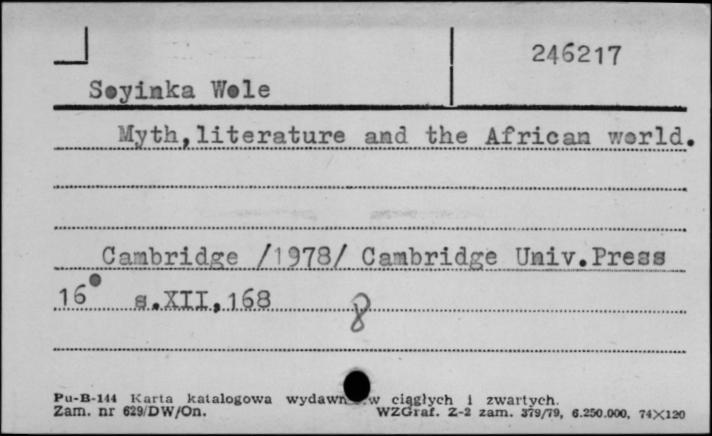 246217
Soyinka Wole
Myth,literature and the African world.
Cambridge /1978/ Cambridge Univ.Press
16° s.XII,168 8
Pu-B-144 Karta katalogowa ciągłych i zwartych.
Zam. nr 629/DW/On. WZGraf. Z-2 zam. 379/79, 6.250.000, 74×120